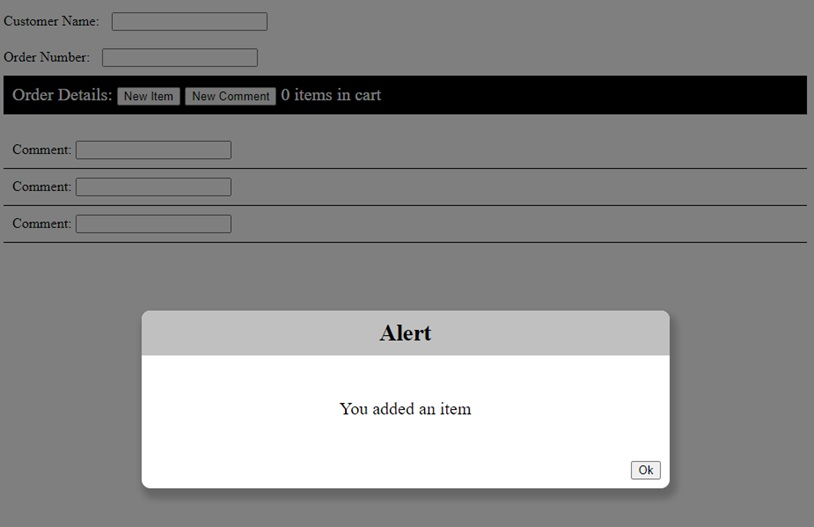 Customer Name:
Order Number:
Order Details: New Item New Comment 0 items in cart
Comment:
Comment:
Comment:
Alert
You added an item
Ok